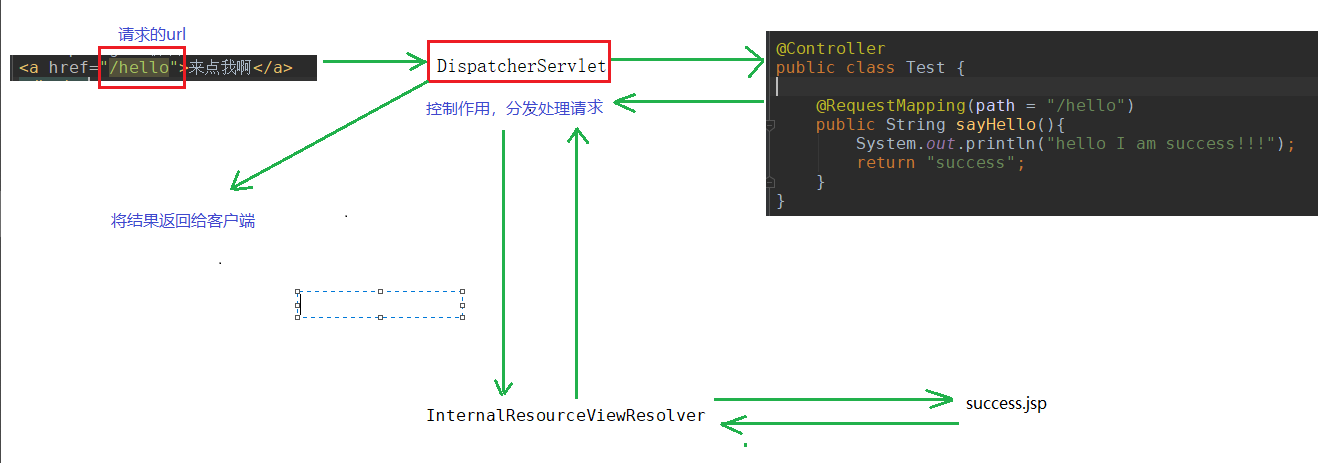 请求的url
<a href="/hello">来点我啊</a>
DispatcherServlet
控制作用，分发处理请求
@Controller
public class Test {
@RequestMapping(path = "/hello")
public String sayHello(){
System.out.println("hello I am success!!!");
return "success";
}
}
将结果返回给客户端
InternalResourceViewResolver
success.jsp